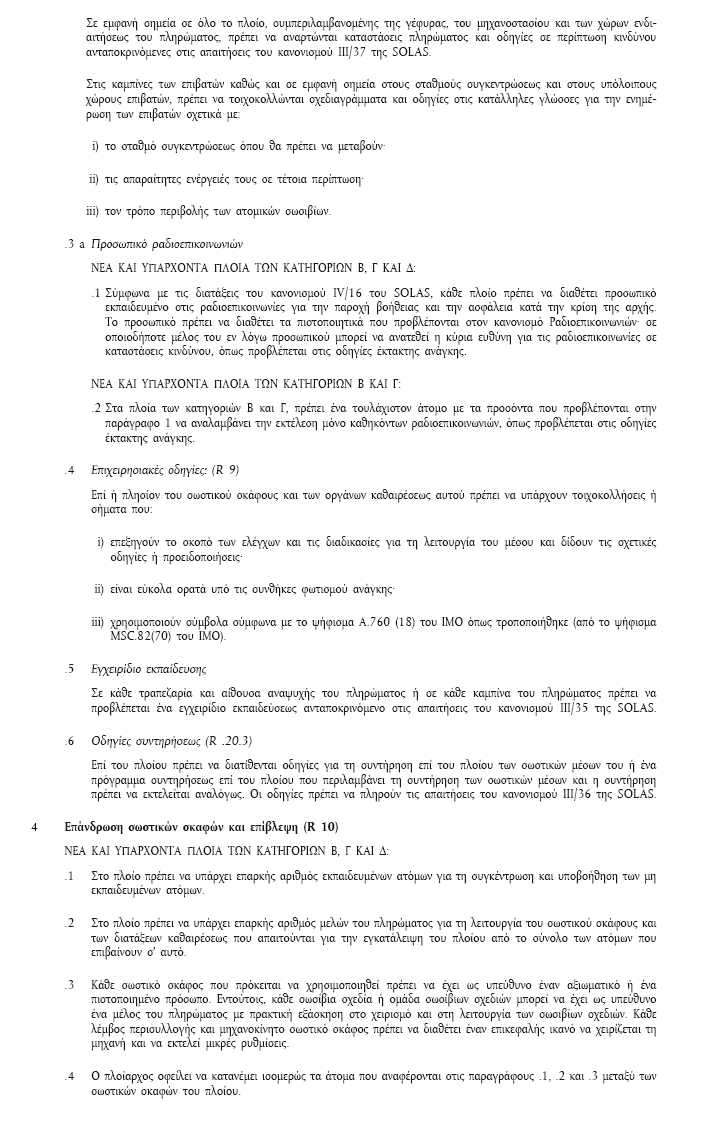 Σε εμφανή σημεία σε όλο το πλοίο, συμπεριλαμβανομένης της γέφυρας, του μηχανοστασίου και των χώρων ενδι-
αιτήσεως του πληρώματος, πρέπει να αναρτώνται καταστάσεις πληρώματος και οδηγίες σε περίπτωση κινδύνου
ανταποκρινόμενες στις απαιτήσεις του κανονισμού III/37 της SOLAS.
Στις καμπίνες των επιβατών καθώς και σε εμφανή σημεία στους σταθμούς συγκεντρώσεως και στους υπόλοιπους
χώρους επιβατών, πρέπει να τοιχοκολλώνται σχεδιαγράμματα και οδηγίες στις κατάλληλες γλώσσες για την ενημέ-
ρωση των επιβατών σχετικά με:
i) το σταθμό συγκεντρώσεως όπου θα πρέπει να μεταβούν·
ii) τις απαραίτητες ενέργειές τους σε τέτοια περίπτωση·
iii) τον τρόπο περιβολής των ατομικών σωσιβίων.
.3 a Προσωπικό ραδιοεπικοινωνιών
ΝΕΑ ΚΑΙ ΥΠΑΡΧΟΝΤΑ ΠΛΟΙΑ ΤΩΝ ΚΑΤΗΓΟΡΙΩΝ Β, Γ ΚΑΙ Δ:
.1 Σύμφωνα με τις διατάξεις του κανονισμού IV/16 του SOLAS, κάθε πλοίο πρέπει να διαθέτει προσωπικό
εκπαιδευμένο στις ραδιοεπικοινωνίες για την παροχή βοήθειας και την ασφάλεια κατά την κρίση της αρχής.
Το προσωπικό πρέπει να διαθέτει τα πιστοποιητικά που προβλέπονται στον κανονισμό Ραδιοεπικοινωνιών· σε
οποιοδήποτε μέλος του εν λόγω προσωπικού μπορεί να ανατεθεί η κύρια ευθύνη για τις ραδιοεπικοινωνίες σε
καταστάσεις κινδύνου, όπως προβλέπεται στις οδηγίες έκτακτης ανάγκης.
ΝΕΑ ΚΑΙ ΥΠΑΡΧΟΝΤΑ ΠΛΟΙΑ ΤΩΝ ΚΑΤΗΓΟΡΙΩΝ Β ΚΑΙ Γ:
.2 Στα πλοία των κατηγοριών Β και Γ, πρέπει ένα τουλάχιστον άτομο με τα προσόντα που προβλέπονται στην
παράγραφο 1 να αναλαμβάνει την εκτέλεση μόνο καθηκόντων ραδιοεπικοινωνιών, όπως προβλέπεται στις οδηγίες
έκτακτης ανάγκης.
.4 Επιχειρησιακές οδηγίες: (R 9)
Επί ή πλησίον του σωστικού σκάφους και των οργάνων καθαιρέσεως αυτού πρέπει να υπάρχουν τοιχοκολλήσεις ή
σήματα που:
i) επεξηγούν το σκοπό των ελέγχων και τις διαδικασίες για τη λειτουργία του μέσου και δίδουν τις σχετικές
οδηγίες ή προειδοποιήσεις·
ii) είναι εύκολα ορατά υπό τις συνθήκες φωτισμού ανάγκης·
iii) χρησιμοποιούν σύμβολα σύμφωνα με το ψήφισμα A.760 (18) του ΙΜΟ όπως τροποποιήθηκε (από το ψήφισμα
MSC.82(70) του ΙΜΟ).
.5 Εγχειρίδιο εκπαίδευσης
Σε κάθε τραπεζαρία και αίθουσα αναψυχής του πληρώματος ή σε κάθε καμπίνα του πληρώματος πρέπει να
προβλέπεται ένα εγχειρίδιο εκπαιδεύσεως ανταποκρινόμενο στις απαιτήσεις του κανονισμού III/35 της SOLAS.
.6 Οδηγίες συντηρήσεως (R .20.3)
Επί του πλοίου πρέπει να διατίθενται οδηγίες για τη συντήρηση επί του πλοίου των σωστικών μέσων του ή ένα
πρόγραμμα συντηρήσεως επί του πλοίου που περιλαμβάνει τη συντήρηση των σωστικών μέσων και η συντήρηση
πρέπει να εκτελείται αναλόγως. Οι οδηγίες πρέπει να πληρούν τις απαιτήσεις του κανονισμού III/36 της SOLAS.
4 Επάνδρωση σωστικών σκαφών και επίβλεψη (R 10)
ΝΕΑ ΚΑΙ ΥΠΑΡΧΟΝΤΑ ΠΛΟΙΑ ΤΩΝ ΚΑΤΗΓΟΡΙΩΝ Β, Γ ΚΑΙ Δ:
.1 Στο πλοίο πρέπει να υπάρχει επαρκής αριθμός εκπαιδευμένων ατόμων για τη συγκέντρωση και υποβοήθηση των μη
εκπαιδευμένων ατόμων.
.2 Στο πλοίο πρέπει να υπάρχει επαρκής αριθμός μελών του πληρώματος για τη λειτουργία του σωστικού σκάφους και
των διατάξεων καθαιρέσεως που απαιτούνται για την εγκατάλειψη του πλοίου από το σύνολο των ατόμων που
επιβαίνουν σ' αυτό.
.3 Κάθε σωστικό σκάφος που πρόκειται να χρησιμοποιηθεί πρέπει να έχει ως υπεύθυνο έναν αξιωματικό ή ένα
πιστοποιημένο πρόσωπο. Εντούτοις, κάθε σωσίβια σχεδία ή ομάδα σωσίβιων σχεδιών μπορεί να έχει ως υπεύθυνο
ένα μέλος του πληρώματος με πρακτική εξάσκηση στο χειρισμό και στη λειτουργία των σωσιβίων σχεδιών. Κάθε
λέμβος περισυλλογής και μηχανοκίνητο σωστικό σκάφος πρέπει να διαθέτει έναν επικεφαλής ικανό να χειρίζεται τη
μηχανή και να εκτελεί μικρές ρυθμίσεις.
.4 Ο πλοίαρχος οφείλει να κατανέμει ισομερώς τα άτομα που αναφέρονται στις παραγράφους .1, .2 και .3 μεταξύ των
σωστικών σκαφών του πλοίου.